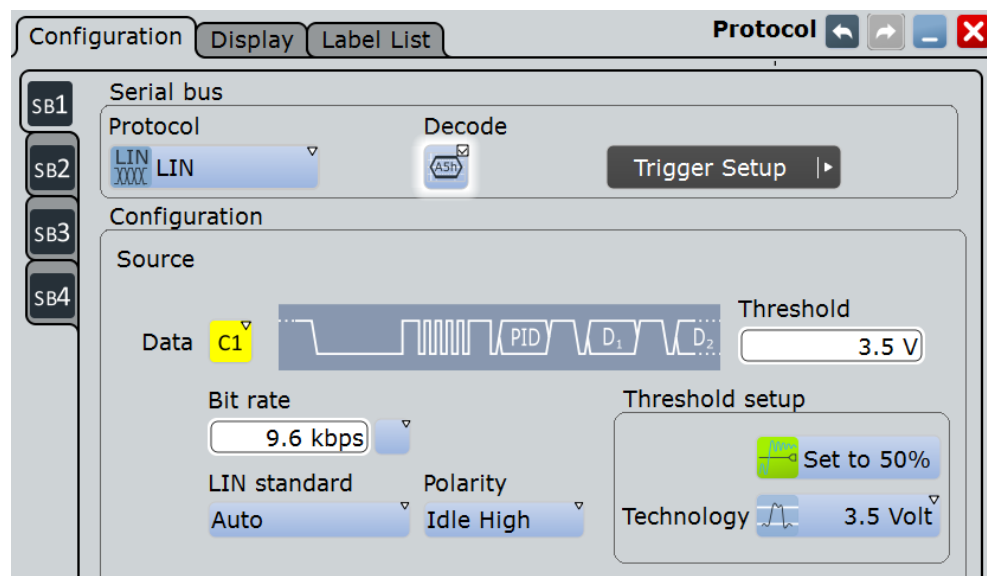 Configuration Display Label List Protocol
SB1 Serial bus
Protocol Decode
LIN LIN A5h Trigger Setup
SB2
Configuration
SB3
Source
SB4
Threshold
Data C1 PID D1 D2 3.5 V
Bit rate Threshold setup
9.6 kbps
Set to 50%
LIN standard Polarity
Auto Idle High Technology 3.5 Volt